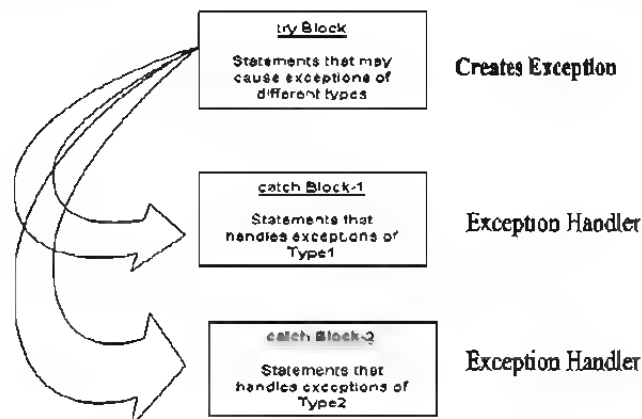 try Block
Statements that may
cause exceptions of
different types
Creates Exception
catch Block-1
Statements that
handles exceptions of
Type1
Exception Handler
catch Block-2
Statements that
handles exceptions of
Type2
Exception Handler